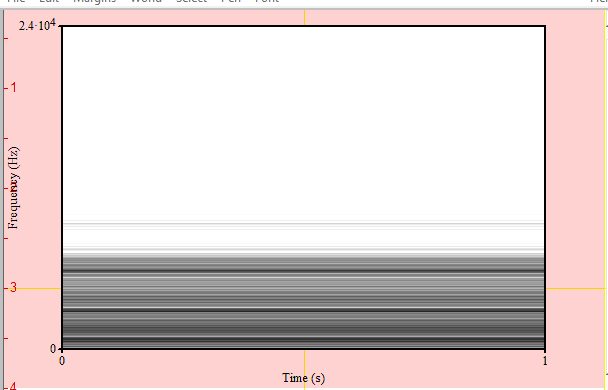 File Edit Margins World Select Pen Font
2.4·10⁴
1
Frequency (Hz)
3
0
0 1
Time (s)
4